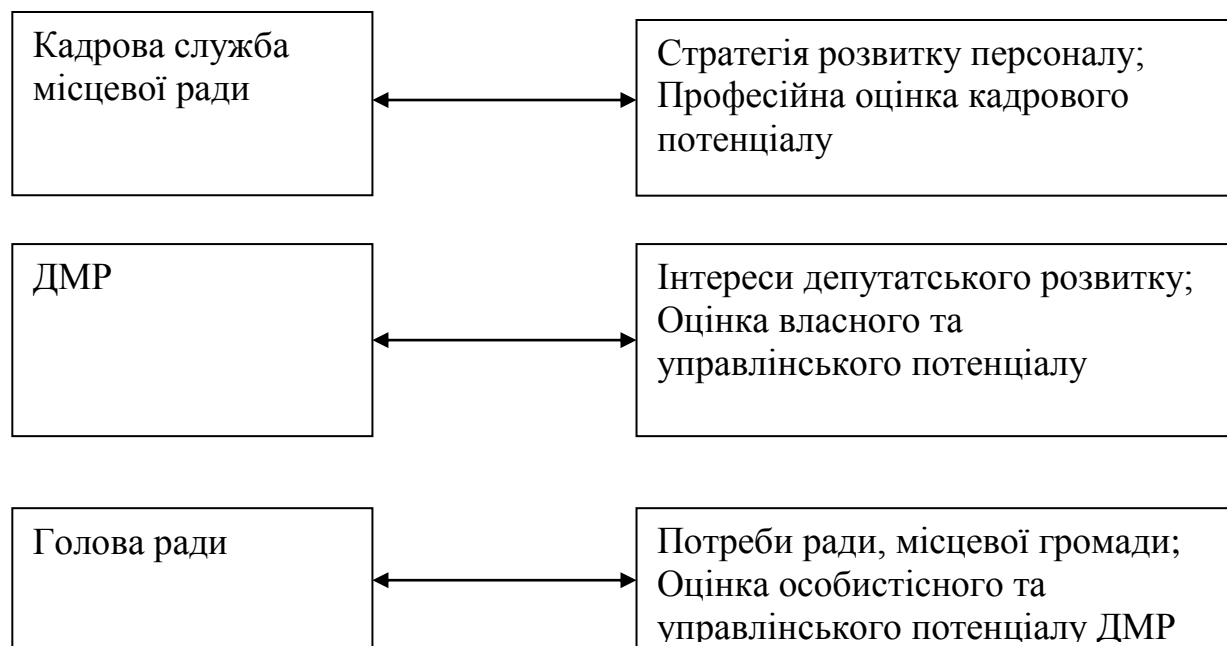 Кадрова служба
місцевої ради
Стратегія розвитку персоналу;
Професійна оцінка кадрового
потенціалу
ДМР
Інтереси депутатського розвитку;
Оцінка власного та
управлінського потенціалу
Голова ради
Потреби ради, місцевої громади;
Оцінка особистісного та
управлінського потенціалу ДМР